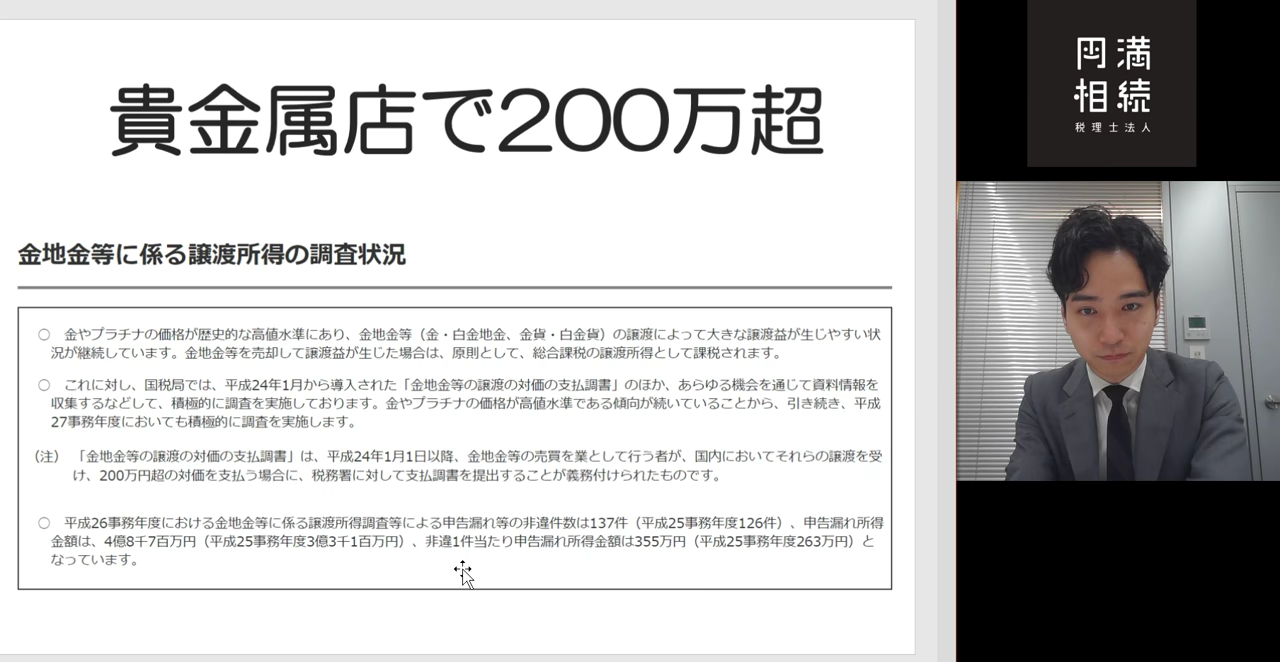 貴金属店で200万超
金地金等に係る譲渡所得の調査状況
○ 金やプラチナの価格が歴史的な高値水準にあり、金地金等（金・白金地金、金貨・白金貨）の譲渡によって大きな譲渡益が生じやすい状
況が継続しています。金地金等を売却して譲渡益が生じた場合は、原則として、総合課税の譲渡所得として課税されます。
○ これに対し、国税局では、平成24年1月から導入された「金地金等の譲渡の対価の支払調書」のほか、あらゆる機会を通じて資料情報を
収集するなどして、積極的に調査を実施しております。金やプラチナの価格が高値水準である傾向が続いていることから、引き続き、平成
27事務年度においても積極的に調査を実施します。
（注） 「金地金等の譲渡の対価の支払調書」は、平成24年1月1日以降、金地金等の売買を業として行う者が、国内においてそれらの譲渡を受
け、200万円超の対価を支払う場合に、税務署に対して支払調書を提出することが義務付けられたものです。
○ 平成26事務年度における金地金等に係る譲渡所得調査等による申告漏れ等の非違件数は137件（平成25事務年度126件）、申告漏れ所得
金額は、4億8千7百万円（平成25事務年度3億3千1百万円）、非違1件当たり申告漏れ所得金額は355万円（平成25事務年度263万円）と
なっています。
円満
相続
税理士法人